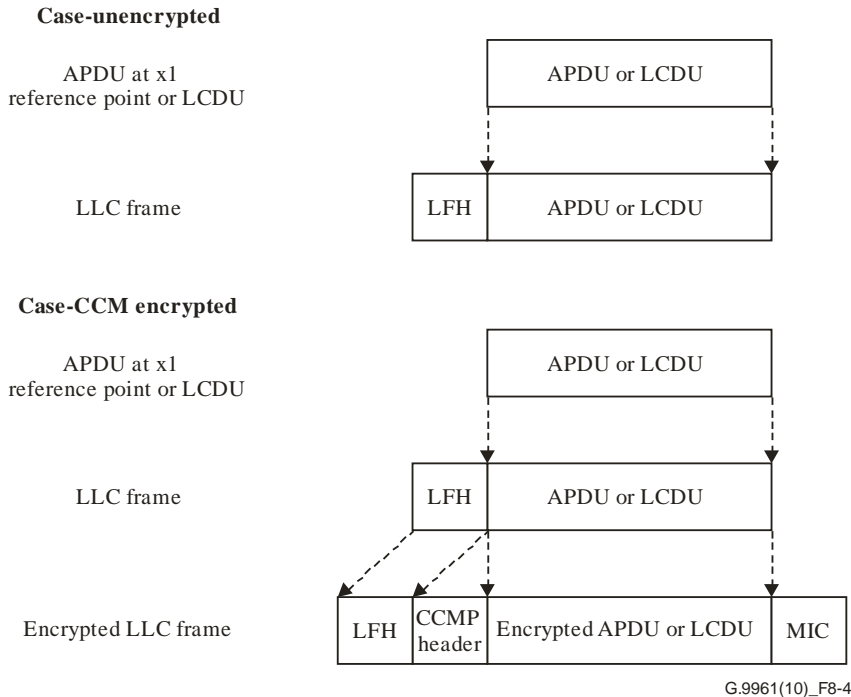 Case-unencrypted
APDU at x1
reference point or LCDU
APDU or LCDU
LLC frame
LFH
APDU or LCDU
Case-CCM encrypted
APDU at x1
reference point or LCDU
APDU or LCDU
LLC frame
LFH
APDU or LCDU
Encrypted LLC frame
LFH
CCMP
header
Encrypted APDU or LCDU
MIC
G.9961(10)_F8-4